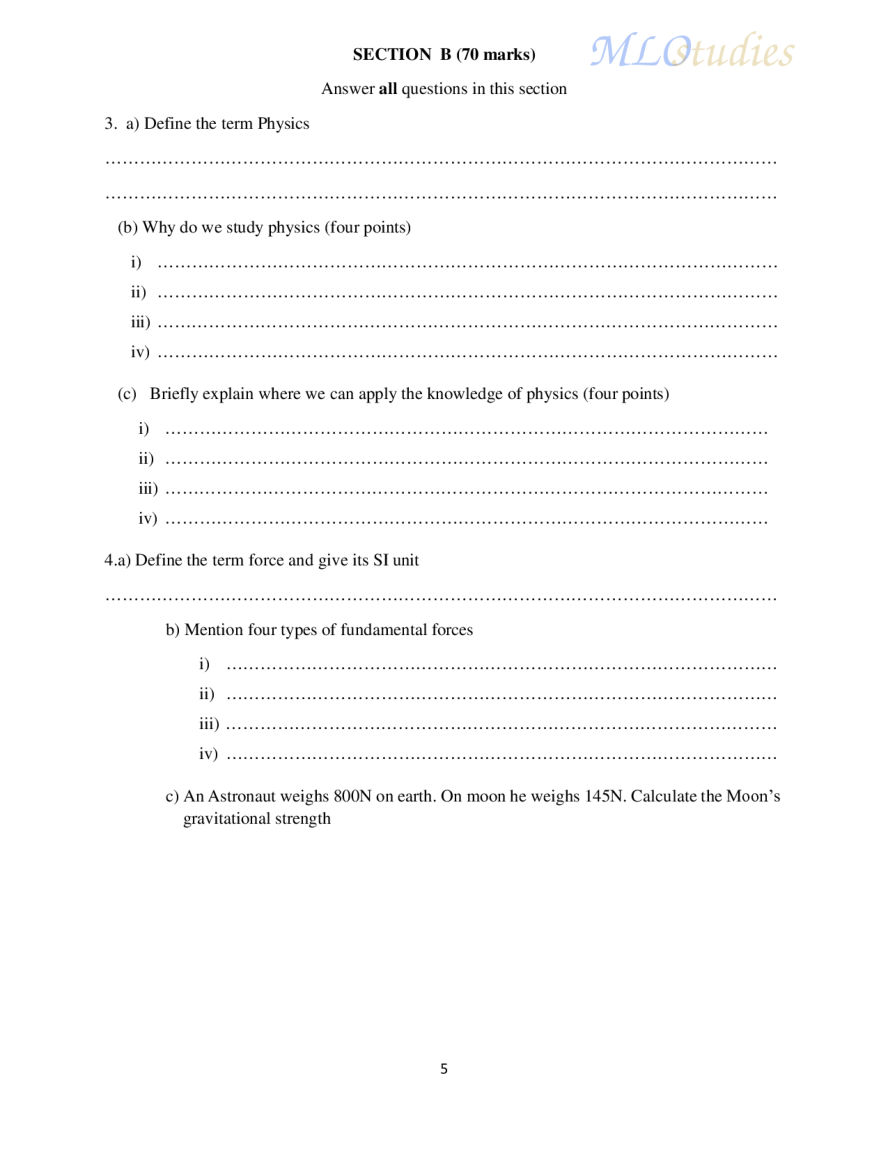 MLOstudies
SECTION B (70 marks)
Answer all questions in this section
3. a) Define the term Physics
……………………………………………………………………………………………………
……………………………………………………………………………………………………
(b) Why do we study physics (four points)
i) ……………………………………………………………………………………………
ii) ……………………………………………………………………………………………
iii) ……………………………………………………………………………………………
iv) ……………………………………………………………………………………………
(c) Briefly explain where we can apply the knowledge of physics (four points)
i) …………………………………………………………………………………………
ii) …………………………………………………………………………………………
iii) …………………………………………………………………………………………
iv) …………………………………………………………………………………………
4.a) Define the term force and give its SI unit
……………………………………………………………………………………………………
b) Mention four types of fundamental forces
i) …………………………………………………………………………………
ii) …………………………………………………………………………………
iii) …………………………………………………………………………………
iv) …………………………………………………………………………………
c) An Astronaut weighs 800N on earth. On moon he weighs 145N. Calculate the Moon’s
gravitational strength
5